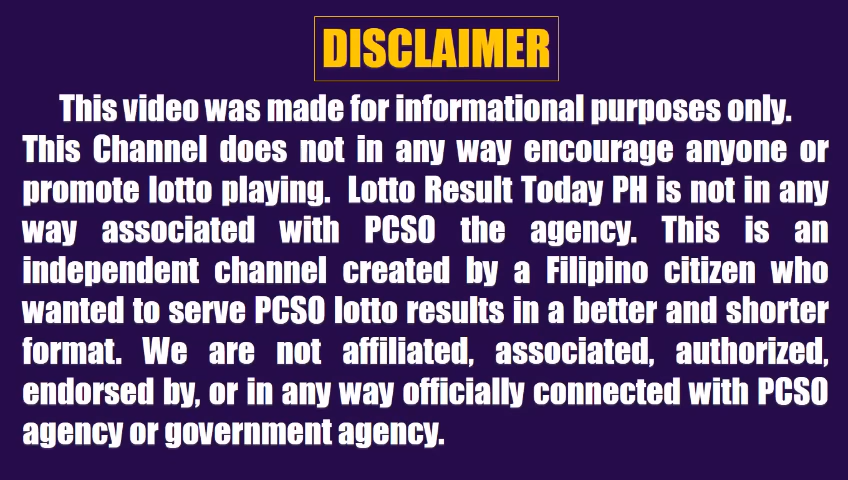 DISCLAIMER
This video was made for informational purposes only.
This Channel does not in any way encourage anyone or
promote lotto playing. Lotto Result Today PH is not in any
way associated with PCSO the agency. This is an
independent channel created by a Filipino citizen who
wanted to serve PCSO lotto results in a better and shorter
format. We are not affiliated, associated, authorized,
endorsed by, or in any way officially connected with PCSO
agency or government agency.